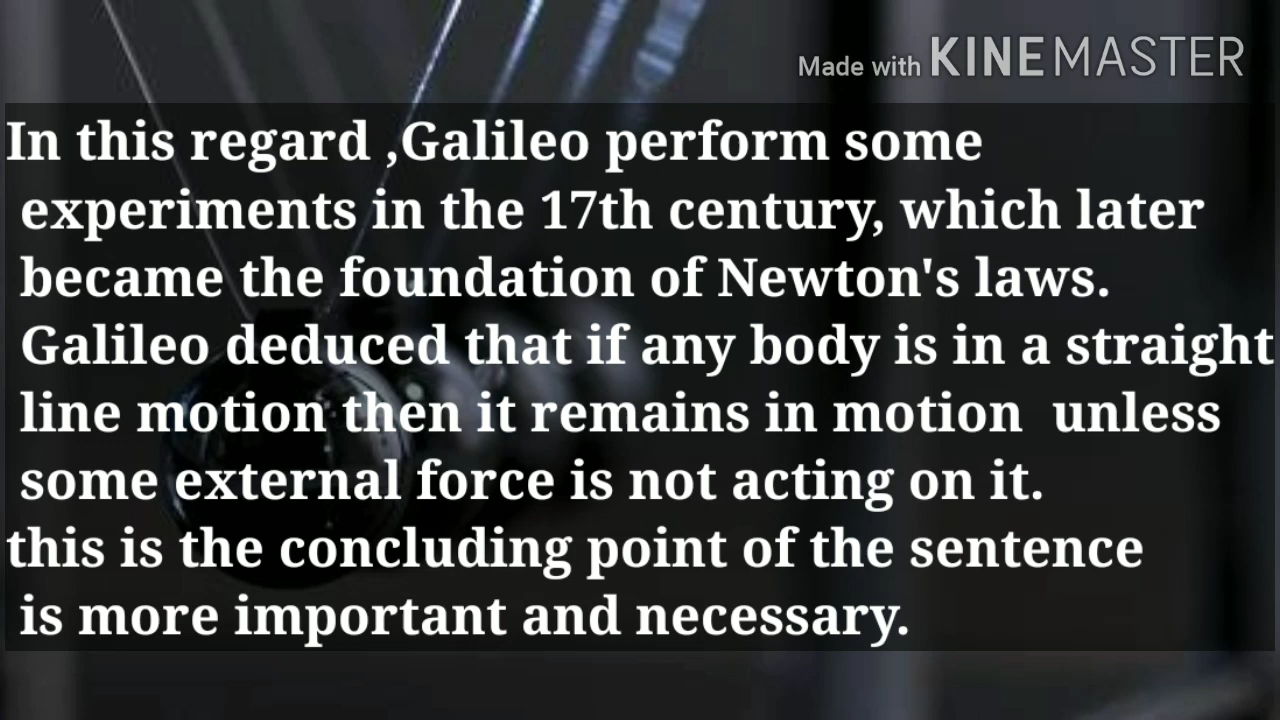 Made with KINEMASTER
In this regard ,Galileo perform some
experiments in the 17th century, which later
became the foundation of Newton's laws.
Galileo deduced that if any body is in a straight
line motion then it remains in motion  unless
some external force is not acting on it.
this is the concluding point of the sentence
is more important and necessary.